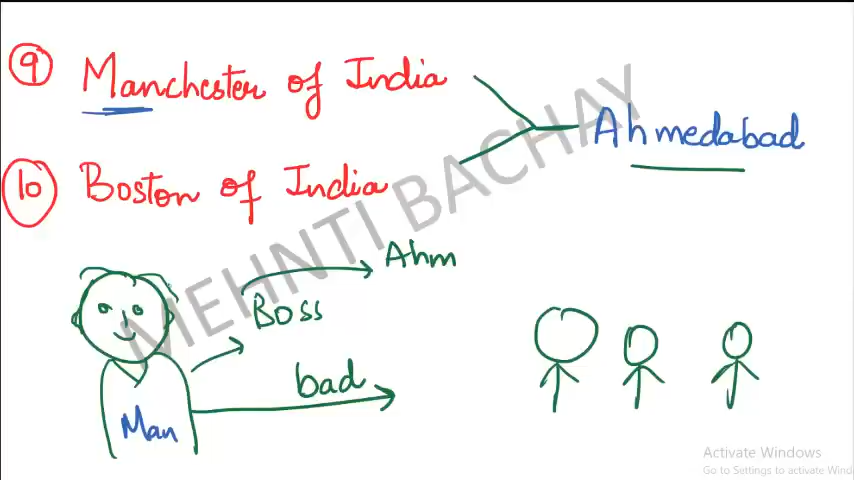 9 Manchester of India
Ahmedabad
10 Boston of India
MEHNTI BACHAY
Ahm
Boss
bad
Man
Activate Windows
Go to Settings to activate Wind